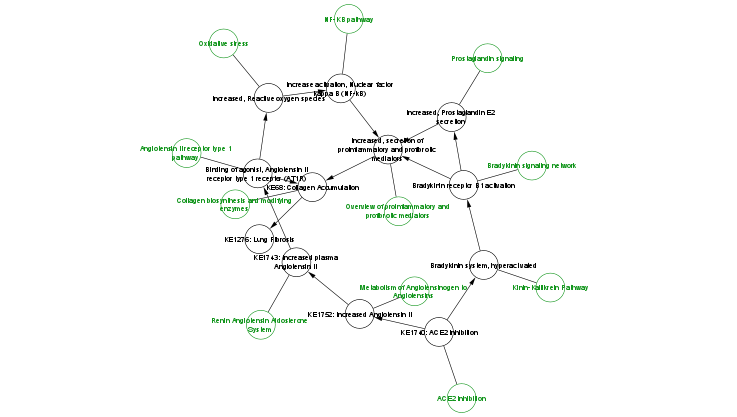 NF-KB pathway
Oxidative stress
Prostaglandin signaling
Increase activation, Nuclear factor
kappa B (NF-kB)
Increased, Reactive oxygen species
Increased, Prostaglandin E2
secretion
Angiotensin II receptor type 1
pathway
Increased, secretion of
proinflammatory and profibrotic
mediators
Bradykinin signaling network
Binding of agonist, Angiotensin II
receptor type 1 receptor (AT1R)
KE68: Collagen Accumulation
Bradykinin receptor B1 activation
Collagen biosynthesis and modifying
enzymes
Overview of proinflammatory and
profibrotic mediators
KE1276: Lung Fibrosis
KE1743: Increased plasma
Angiotensin II
Bradykinin system, hyperactivated
Metabolism of Angiotensinogen to
Angiotensins
Kinin-Kallikrein Pathway
Renin Angiotensin Aldosterone
System
KE1752: Increased Angiotensin II
KE1740: ACE2 Inhibition
ACE2 inhibition